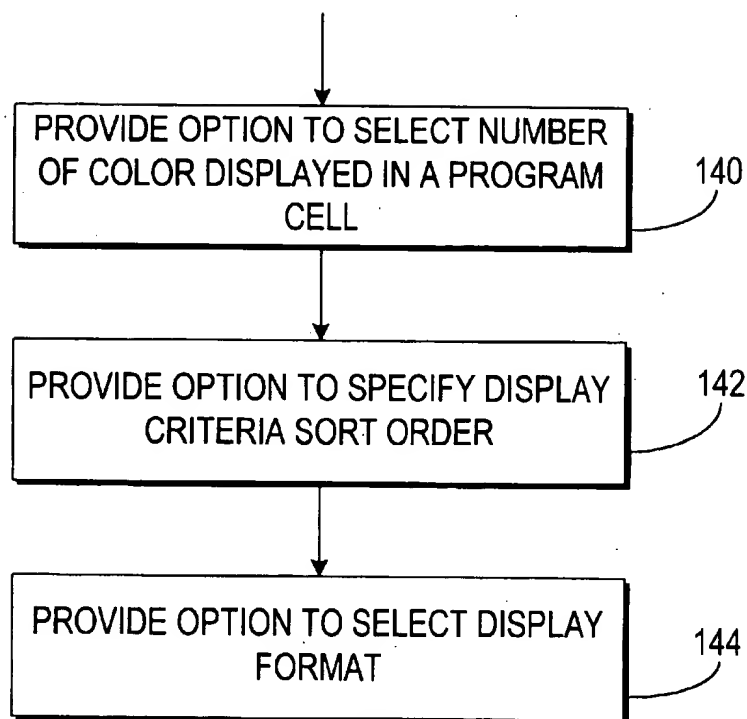 PROVIDE OPTION TO SELECT NUMBER
OF COLOR DISPLAYED IN A PROGRAM
CELL
140
PROVIDE OPTION TO SPECIFY DISPLAY
CRITERIA SORT ORDER
142
PROVIDE OPTION TO SELECT DISPLAY
FORMAT
144